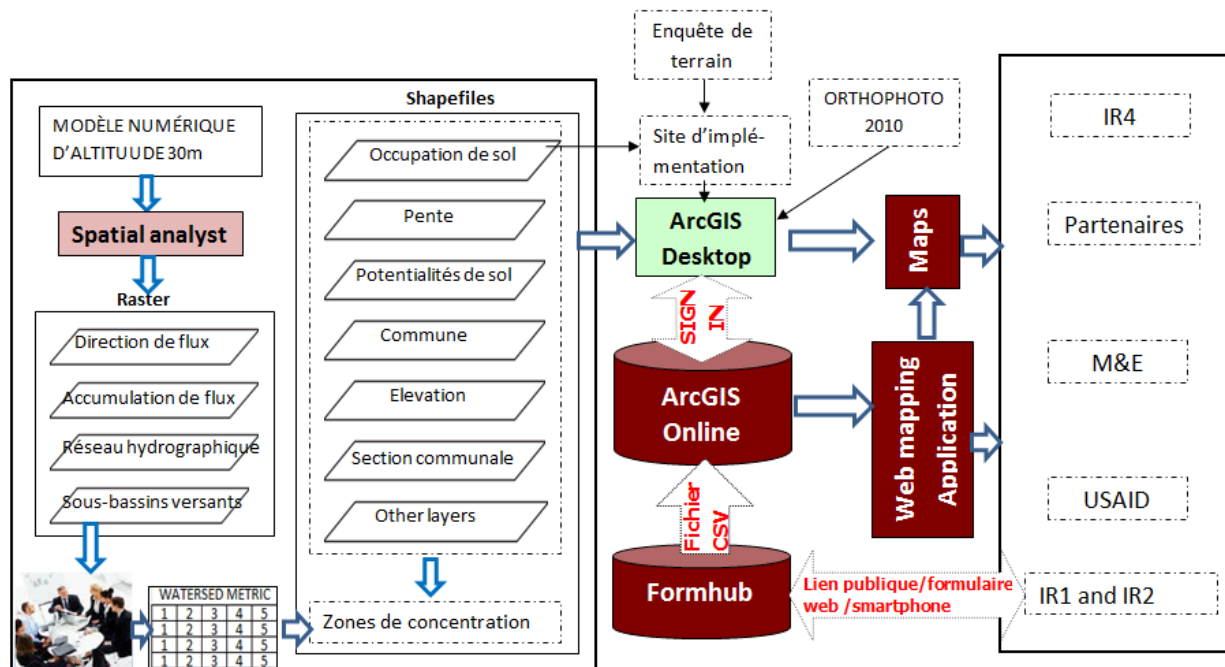 Enquête de
terrain
Shapefiles
MODÈLE NUMÉRIQUE
D'ALTITUUDE 30m
Spatial analyst
Raster
Direction de flux
Accumulation de flux
Réseau hydrographique
Sous-bassins versants
WATERSED METRIC
1 2 3 4 5
1 2 3 4 5
1 2 3 4 5
1 2 3 4 5
Occupation de sol
Pente
Potentialités de sol
Commune
Elevation
Section communale
Other layers
Zones de concentration
Site d'implé-
mentation
ORTHOPHOTO
2010
ArcGIS
Desktop
SIGN
IN
ArcGIS
Online
Fichier
CSV
Formhub
Maps
Web mapping
Application
Lien publique/formulaire
web /smartphone
IR4
Partenaires
M&E
USAID
IR1 and IR2